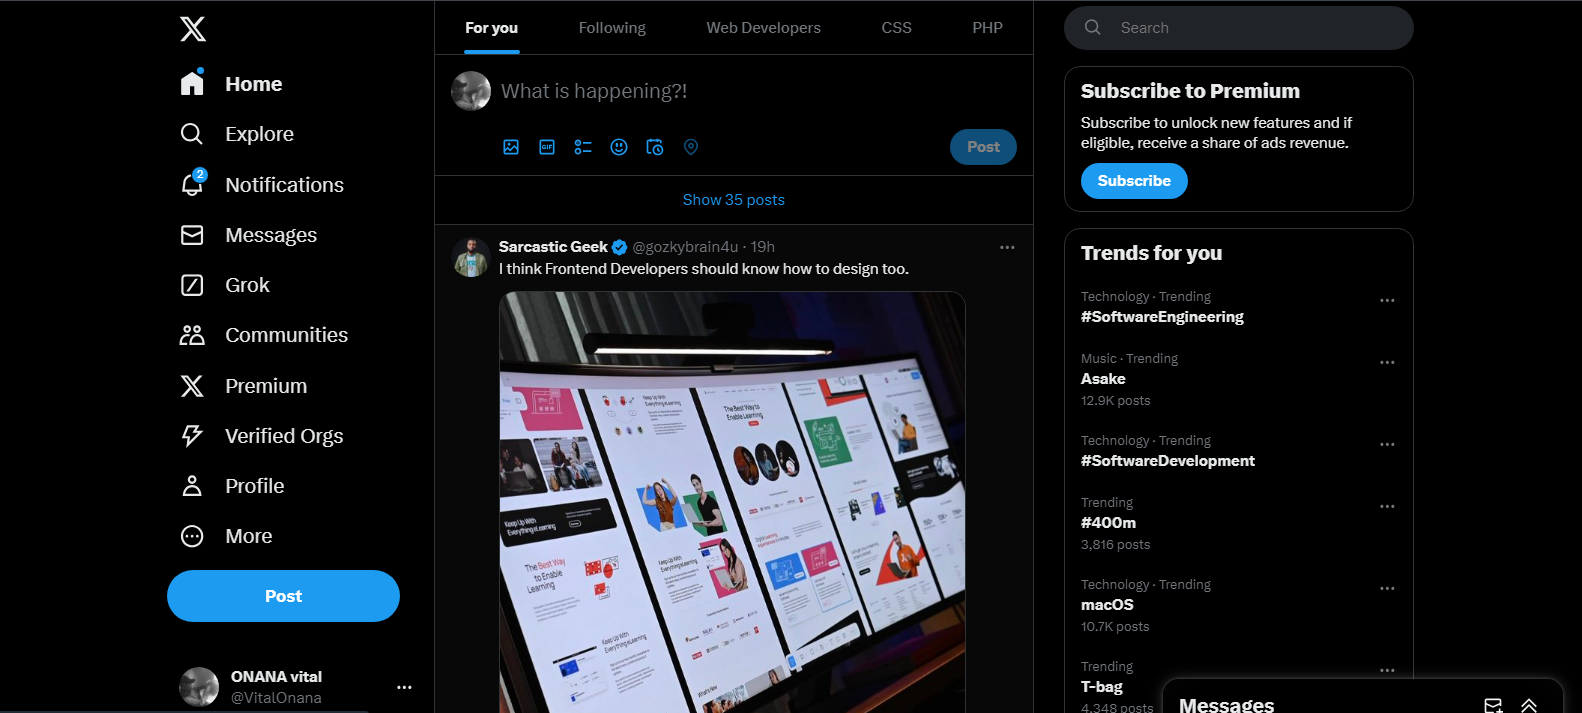 Home
Explore
2
Notifications
Messages
Grok
Communities
Premium
Verified Orgs
Profile
More
Post
ONANA vital
@VitalOnana
For you
Following
Web Developers
CSS
PHP
What is happening?!
GIF
Post
Show 35 posts
Sarcastic Geek @gozkybrain4u · 19h
I think Frontend Developers should know how to design too.
Keep Up With
Everything eLearning
The Best Way to
Enable Learning
Keep Up With
Everything eLearning
The Best Way
to Enable
Learning
Keep Up With
Everything eLearning
Keep Up With
Everything eLearning
What's New
Search
Subscribe to Premium
Subscribe to unlock new features and if
eligible, receive a share of ads revenue.
Subscribe
Trends for you
Technology · Trending
#SoftwareEngineering
Music · Trending
Asake
12.9K posts
Technology · Trending
#SoftwareDevelopment
Trending
#400m
3,816 posts
Technology · Trending
macOS
10.7K posts
Trending
T-bag
4,348 posts
Messages